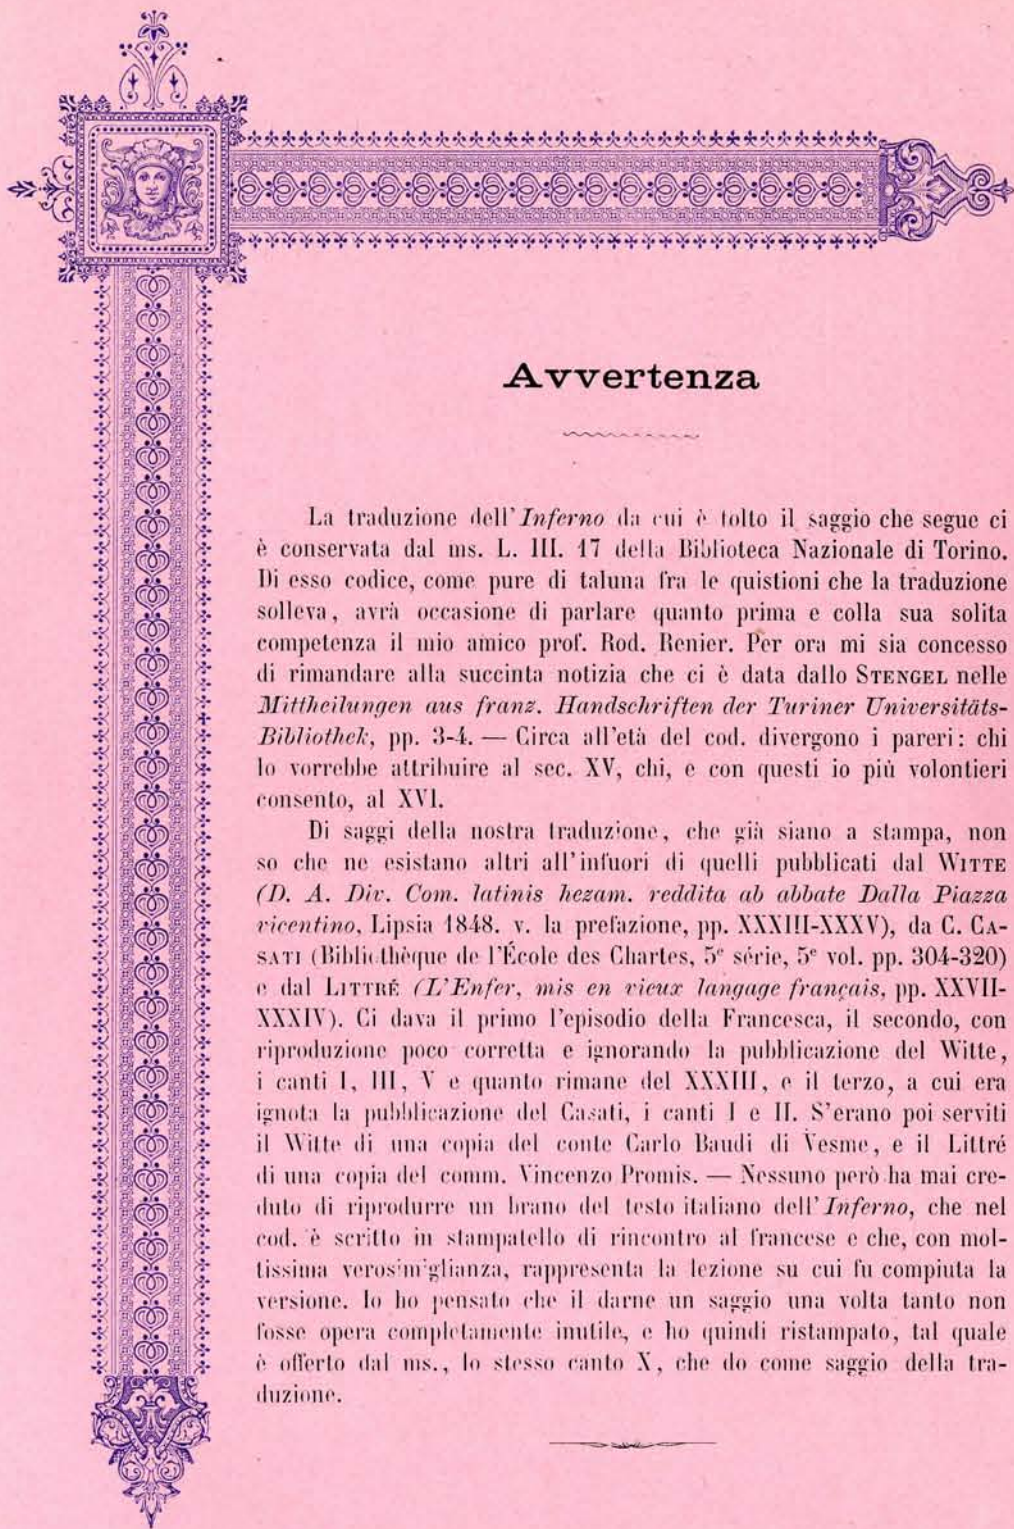 Avvertenza
La traduzione dell'Inferno da cui è tolto il saggio che segue ci
è conservata dal ms. L. III. 17 della Biblioteca Nazionale di Torino.
Di esso codice, come pure di taluna fra le quistioni che la traduzione
solleva, avrà occasione di parlare quanto prima e colla sua solita
competenza il mio amico prof. Rod. Renier. Per ora mi sia concesso
di rimandare alla succinta notizia che ci è data dallo STENGEL nelle
Mittheilungen aus franz. Handschriften der Turiner Universitäts-
Bibliothek, pp. 3-4. — Circa all'età del cod. divergono i pareri: chi
lo vorrebbe attribuire al sec. XV, chi, e con questi io più volontieri
consento, al XVI.
Di saggi della nostra traduzione, che già siano a stampa, non
so che ne esistano altri all'infuori di quelli pubblicati dal WITTE
(D. A. Div. Com. latinis hexam. reddita ab abbate Dalla Piazza
vicentino, Lipsia 1848. v. la prefazione, pp. XXXIII-XXXV), da C. CA-
SATI (Bibliothèque de l'École des Chartes, 5e série, 5e vol. pp. 304-320)
e dal LITTRÉ (L'Enfer, mis en vieux langage français, pp. XXVII-
XXXIV). Ci dava il primo l'episodio della Francesca, il secondo, con
riproduzione poco corretta e ignorando la pubblicazione del Witte,
i canti I, III, V e quanto rimane del XXXIII, e il terzo, a cui era
ignota la pubblicazione del Casati, i canti I e II. S'erano poi serviti
il Witte di una copia del conte Carlo Baudi di Vesme, e il Littré
di una copia del comm. Vincenzo Promis. — Nessuno però ha mai cre-
duto di riprodurre un brano del testo italiano dell'Inferno, che nel
cod. è scritto in stampatello di rincontro al francese e che, con mol-
tissima verosimiglianza, rappresenta la lezione su cui fu compiuta la
versione. Io ho pensato che il darne un saggio una volta tanto non
fosse opera completamente inutile, e ho quindi ristampato, tal quale
è offerto dal ms., lo stesso canto X, che do come saggio della tra-
duzione.